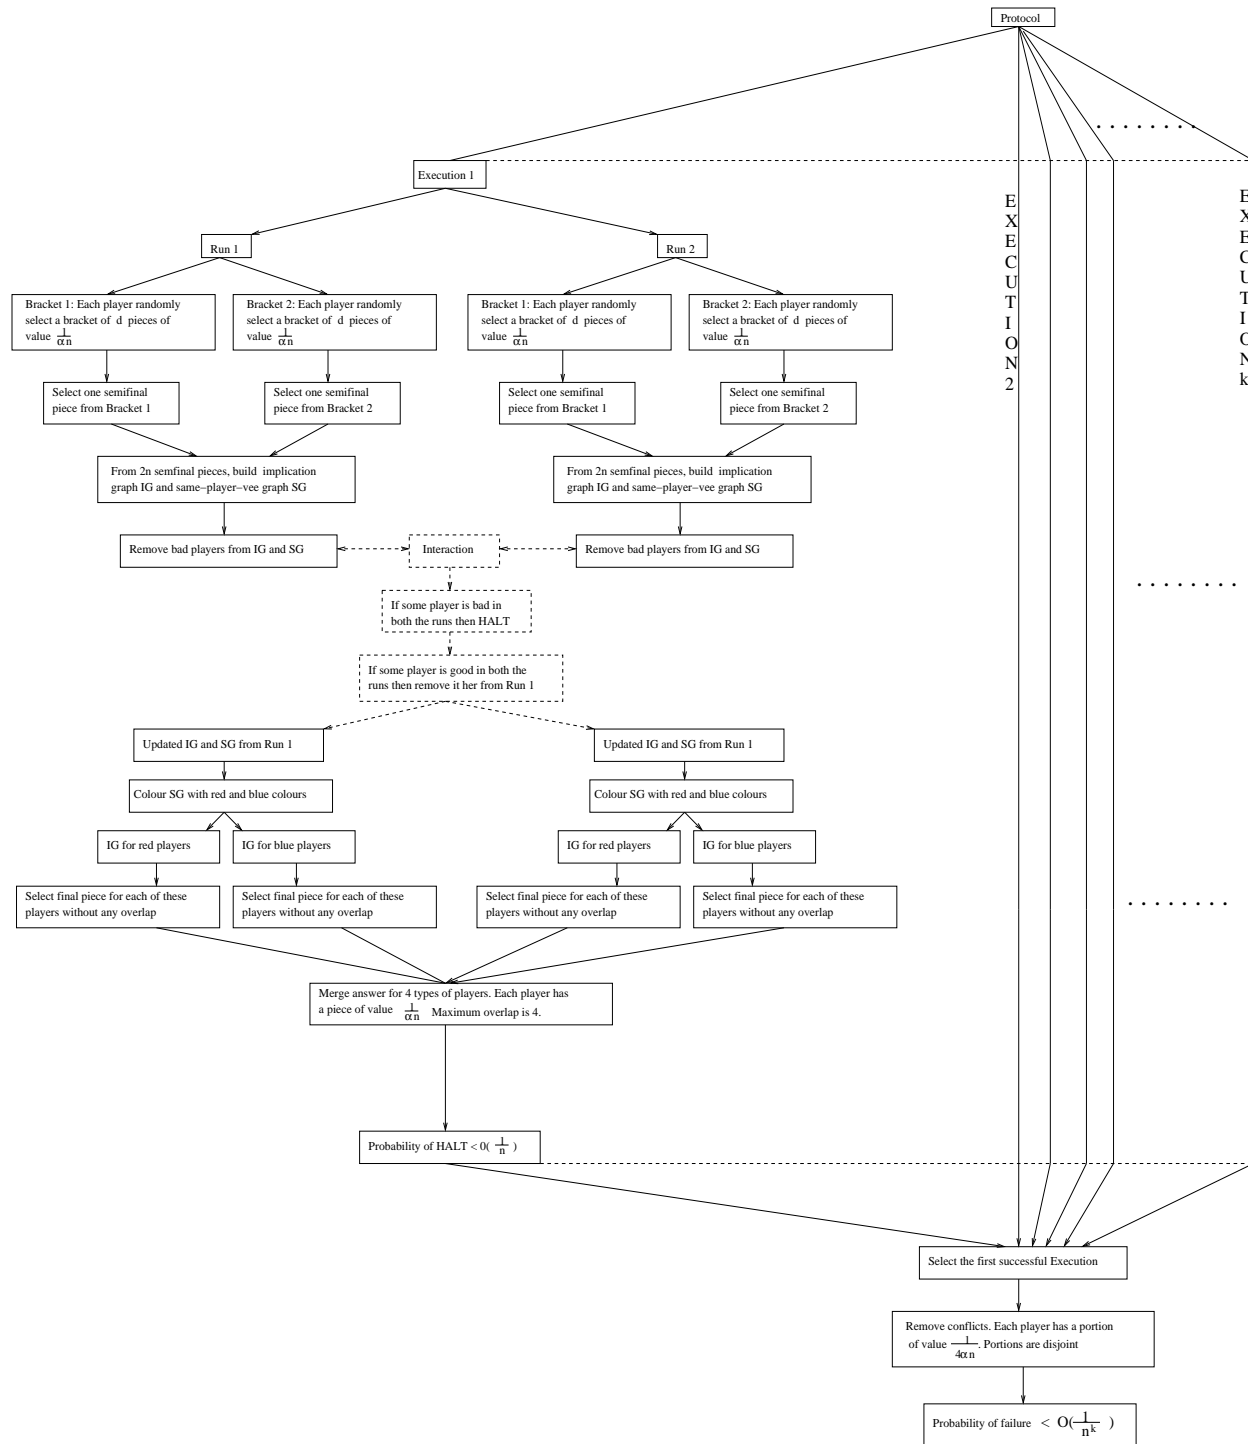 Protocol
. . . . . . . .
Execution 1
E
X
E
C
U
T
I
O
N
2
E
X
E
C
U
T
I
O
N
k
Run 1
Run 2
Bracket 1: Each player randomly
select a bracket of d pieces of
value 1/αn
Bracket 2: Each player randomly
select a bracket of d pieces of
value 1/αn
Bracket 1: Each player randomly
select a bracket of d pieces of
value 1/αn
Bracket 2: Each player randomly
select a bracket of d pieces of
value 1/αn
Select one semifinal
piece from Bracket 1
Select one semifinal
piece from Bracket 2
Select one semifinal
piece from Bracket 1
Select one semifinal
piece from Bracket 2
From 2n semfinal pieces, build implication
graph IG and same−player−vee graph SG
From 2n semfinal pieces, build implication
graph IG and same−player−vee graph SG
Remove bad players from IG and SG
Interaction
Remove bad players from IG and SG
. . . . . . . .
If some player is bad in
both the runs then HALT
If some player is good in both the
runs then remove it her from Run 1
Updated IG and SG from Run 1
Updated IG and SG from Run 1
Colour SG with red and blue colours
Colour SG with red and blue colours
IG for red players
IG for blue players
IG for red players
IG for blue players
Select final piece for each of these
players without any overlap
Select final piece for each of these
players without any overlap
Select final piece for each of these
players without any overlap
Select final piece for each of these
players without any overlap
. . . . . . . .
Merge answer for 4 types of players. Each player has
a piece of value 1/αn Maximum overlap is 4.
Probability of HALT < 0( 1/n )
Select the first successful Execution
Remove conflicts. Each player has a portion
of value 1/4αn . Portions are disjoint
Probability of failure < O( 1/n^k )